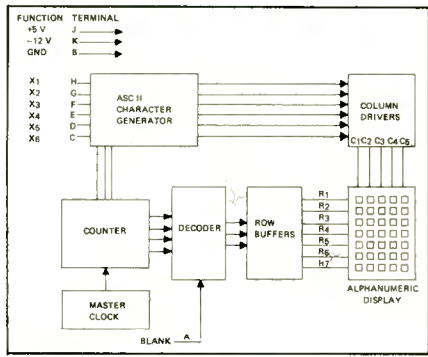 FUNCTION TERMINAL
+5 V J
–12 V K
GND B
X1 H
X2 G
X3 F
X4 E
X5 D
X6 C
ASC II
CHARACTER
GENERATOR
COLUMN
DRIVERS
C1 C2 C3 C4 C5
COUNTER
DECODER
ROW
BUFFERS
R1
R2
R3
R4
R5
R6
R7
ALPHANUMERIC
DISPLAY
MASTER
CLOCK
BLANK A